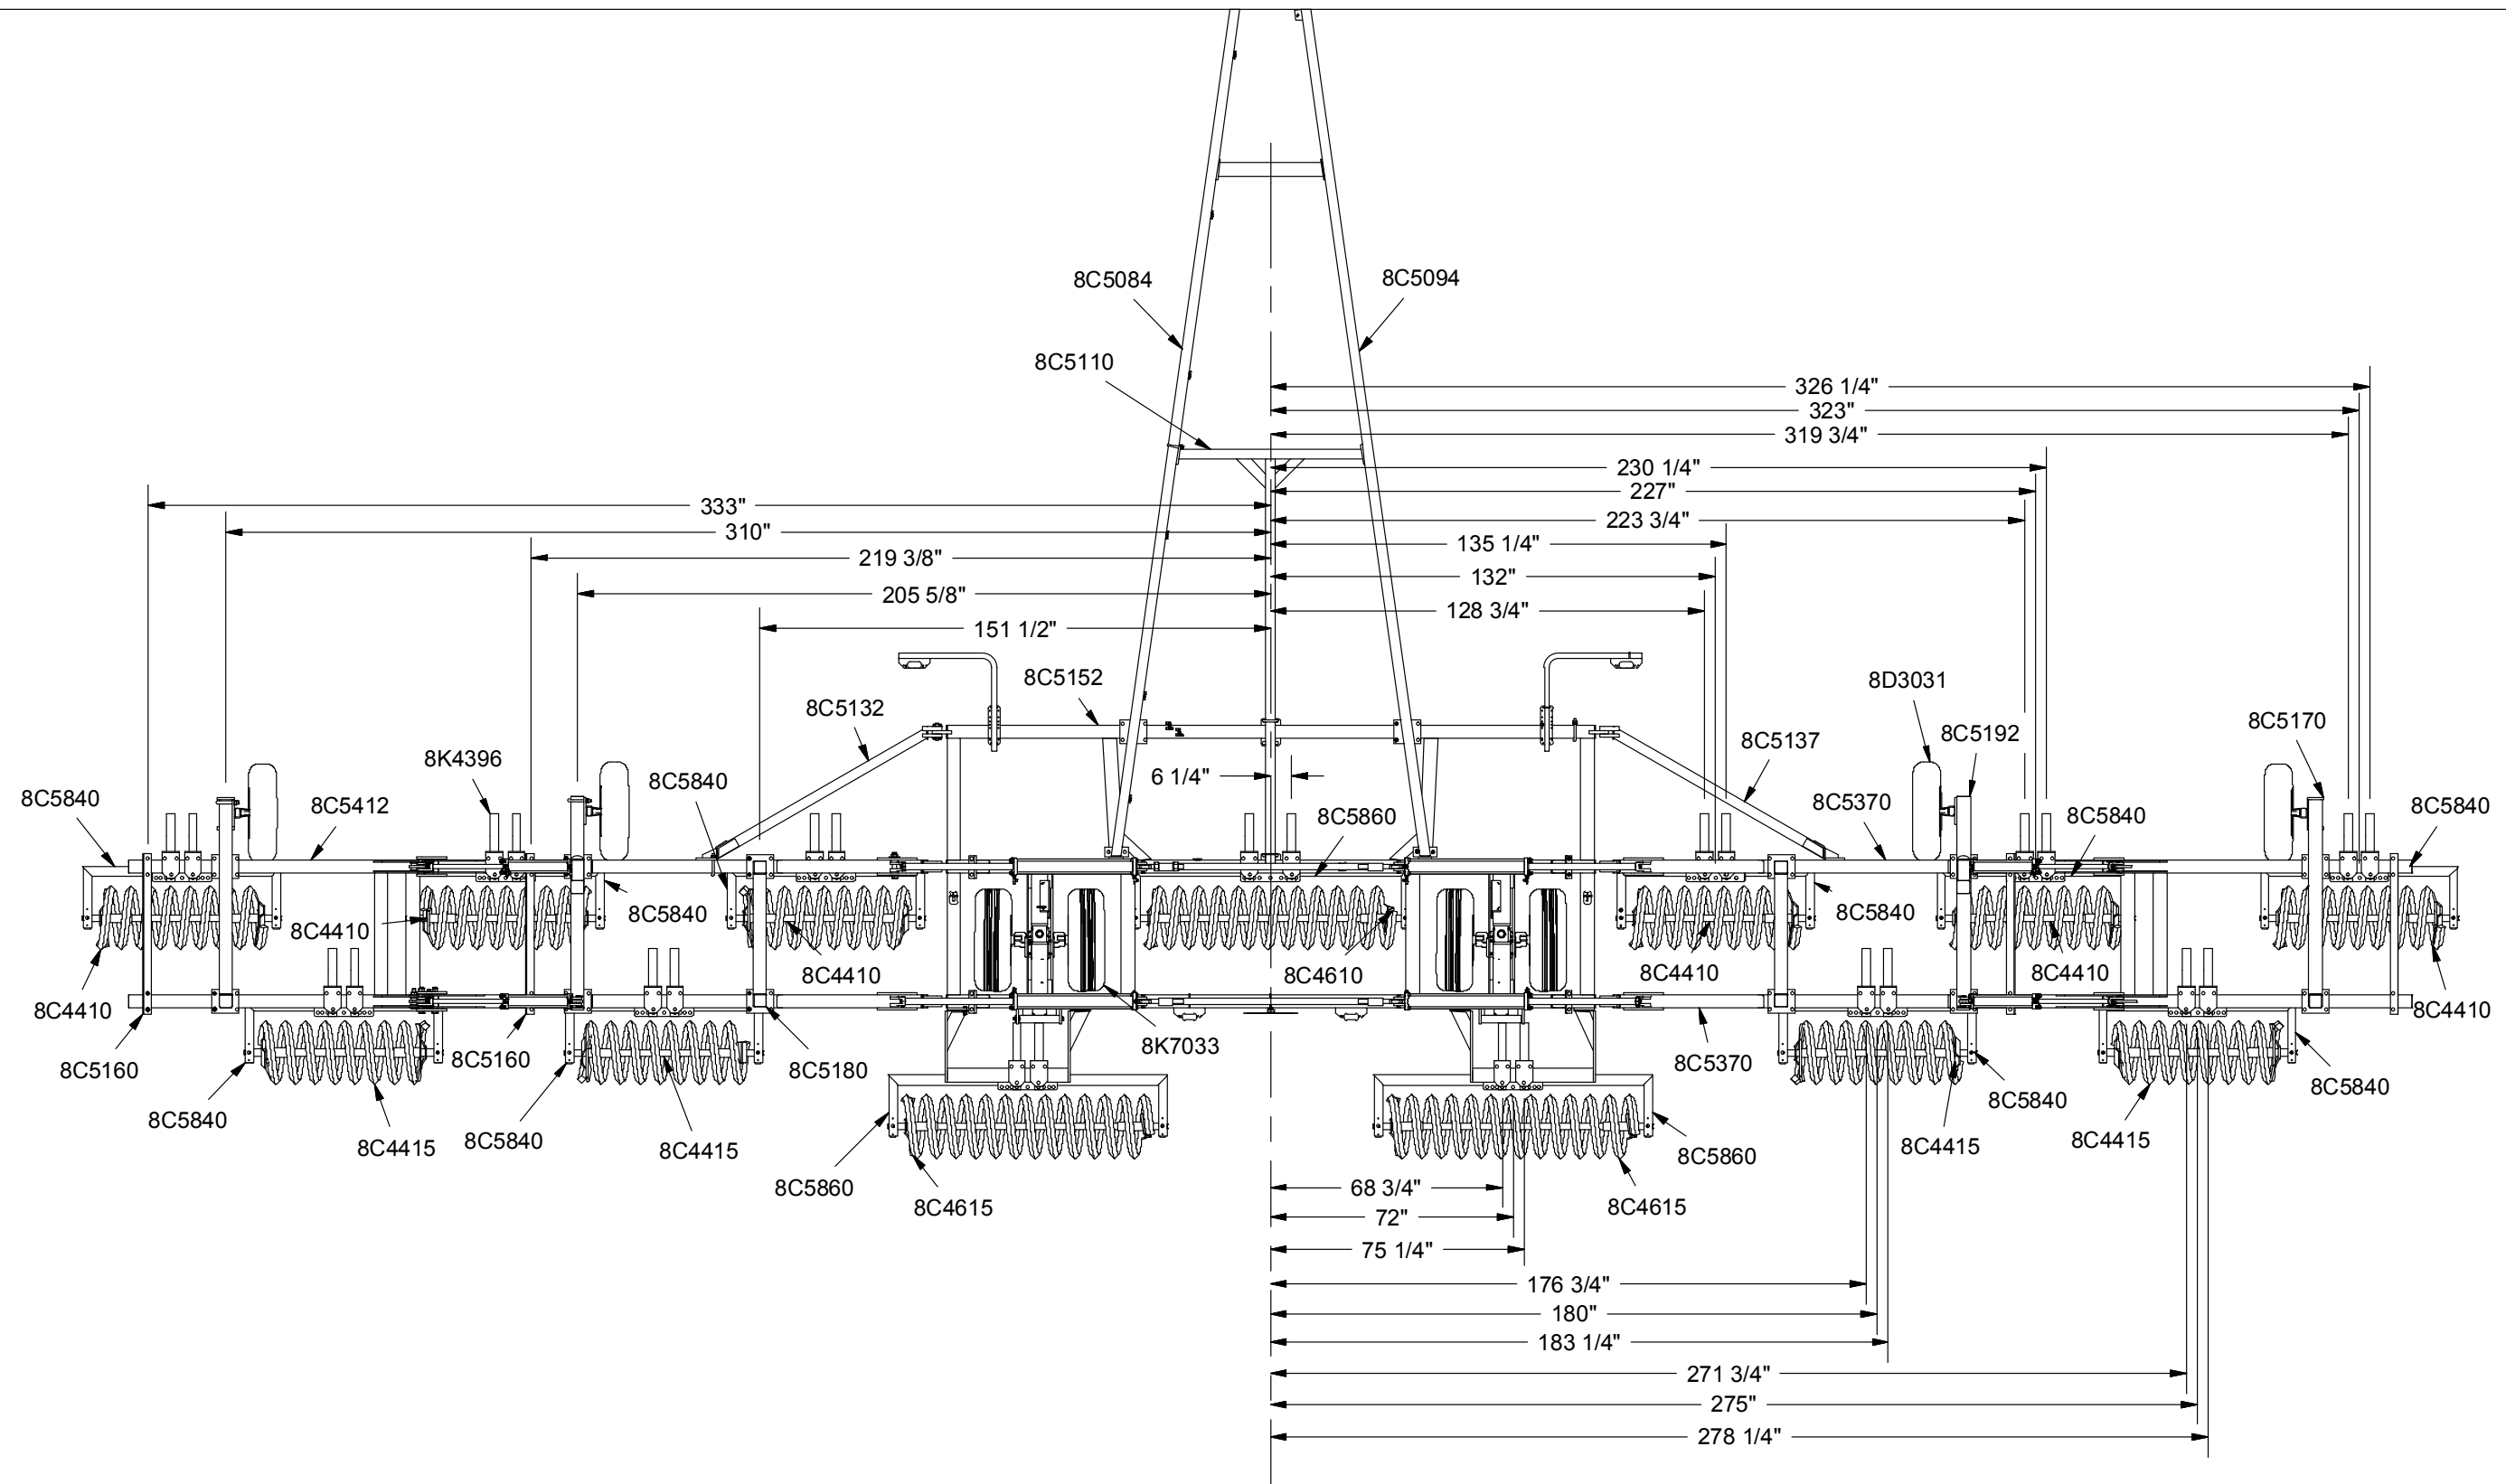 8C5084
8C5094
8C5110
326 1/4"
323"
319 3/4"
230 1/4"
227"
333"
223 3/4"
310"
135 1/4"
219 3/8"
132"
205 5/8"
128 3/4"
151 1/2"
8C5152
8D3031
8C5132
8C5170
8C5192
8C5137
8K4396
6 1/4"
8C5840
8C5840
8C5412
8C5370
8C5840
8C5860
8C5840
8C5840
8C5840
8C4410
8C4410
8C4610
8C4410
8C4410
8C4410
8C4410
8K7033
8C5160
8C5370
8C5160
8C5180
8C5840
8C5840
8C5840
8C5840
8C4415
8C4415
8C4415
8C4415
8C5860
8C5860
68 3/4"
8C4615
8C4615
72"
75 1/4"
176 3/4"
180"
183 1/4"
271 3/4"
275"
278 1/4"